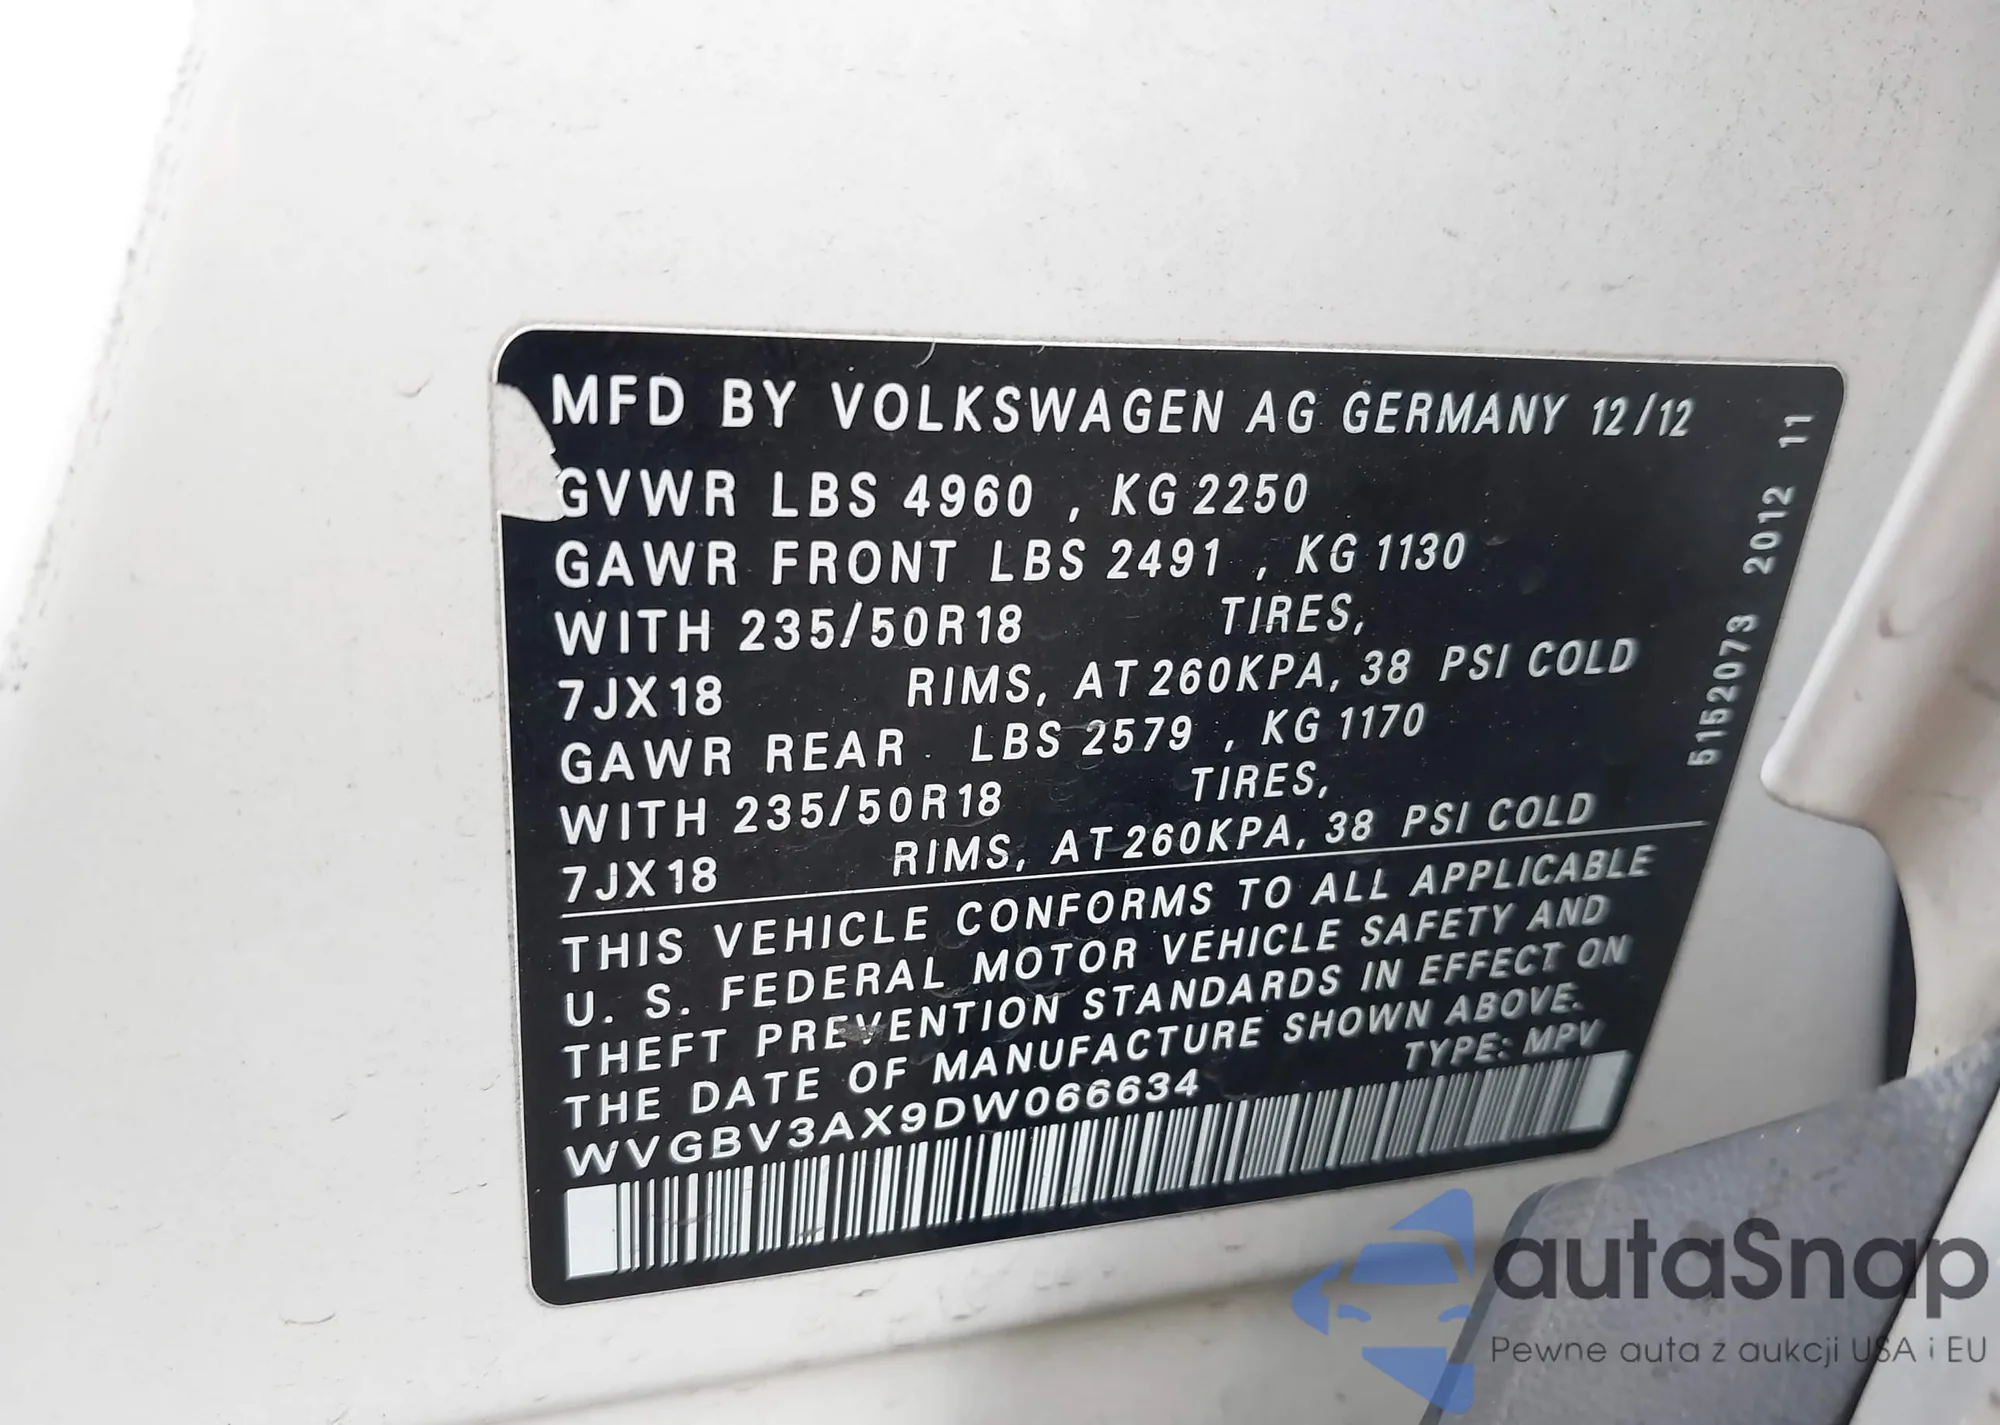 MFD BY VOLKSWAGEN AG GERMANY 12/12
GVWR LBS 4960 , KG 2250
GAWR FRONT LBS 2491 , KG 1130
WITH 235/50R18 TIRES,
7JX18 RIMS, AT 260KPA, 38 PSI COLD
GAWR REAR LBS 2579 , KG 1170
WITH 235/50R18 TIRES,
7JX18 RIMS, AT 260KPA, 38 PSI COLD
THIS VEHICLE CONFORMS TO ALL APPLICABLE
U. S. FEDERAL MOTOR VEHICLE SAFETY AND
THEFT PREVENTION STANDARDS IN EFFECT ON
THE DATE OF MANUFACTURE SHOWN ABOVE.
WVGBV3AX9DW066634 TYPE: MPV
5152073 2012 11
autaSnap
Pewne auta z aukcji USA i EU